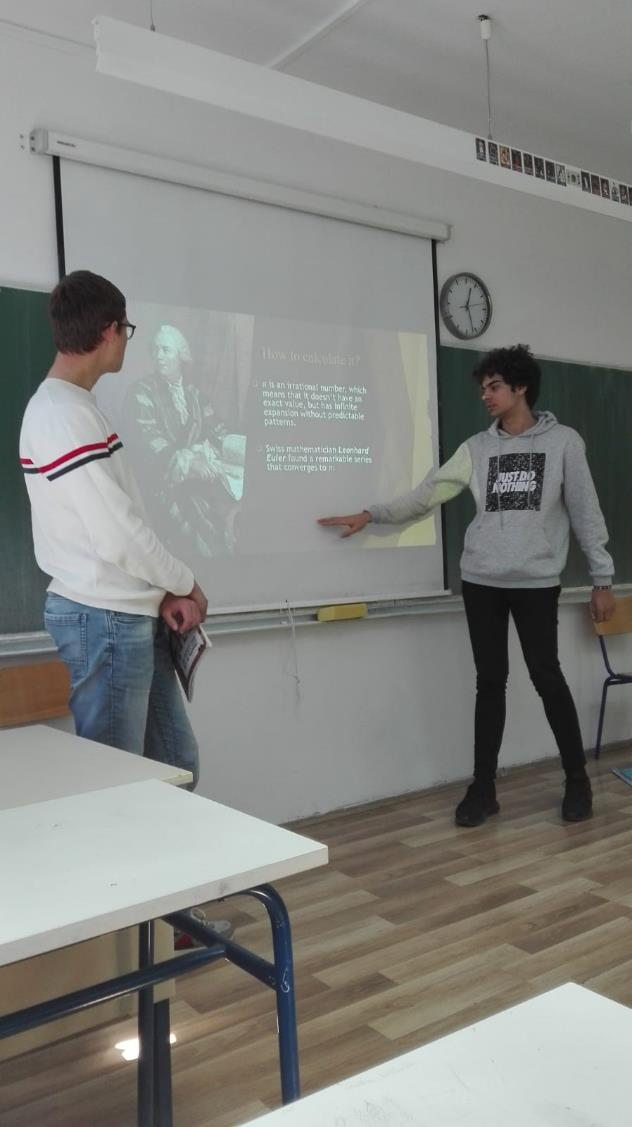 How to calculate it?
π is an irrational number, which
means that it doesn't have an
exact value, but has infinite
expansion without predictable
patterns.
Swiss mathematician Leonhard
Euler found a remarkable series
that converges to π:
JUST DO
NOTHING